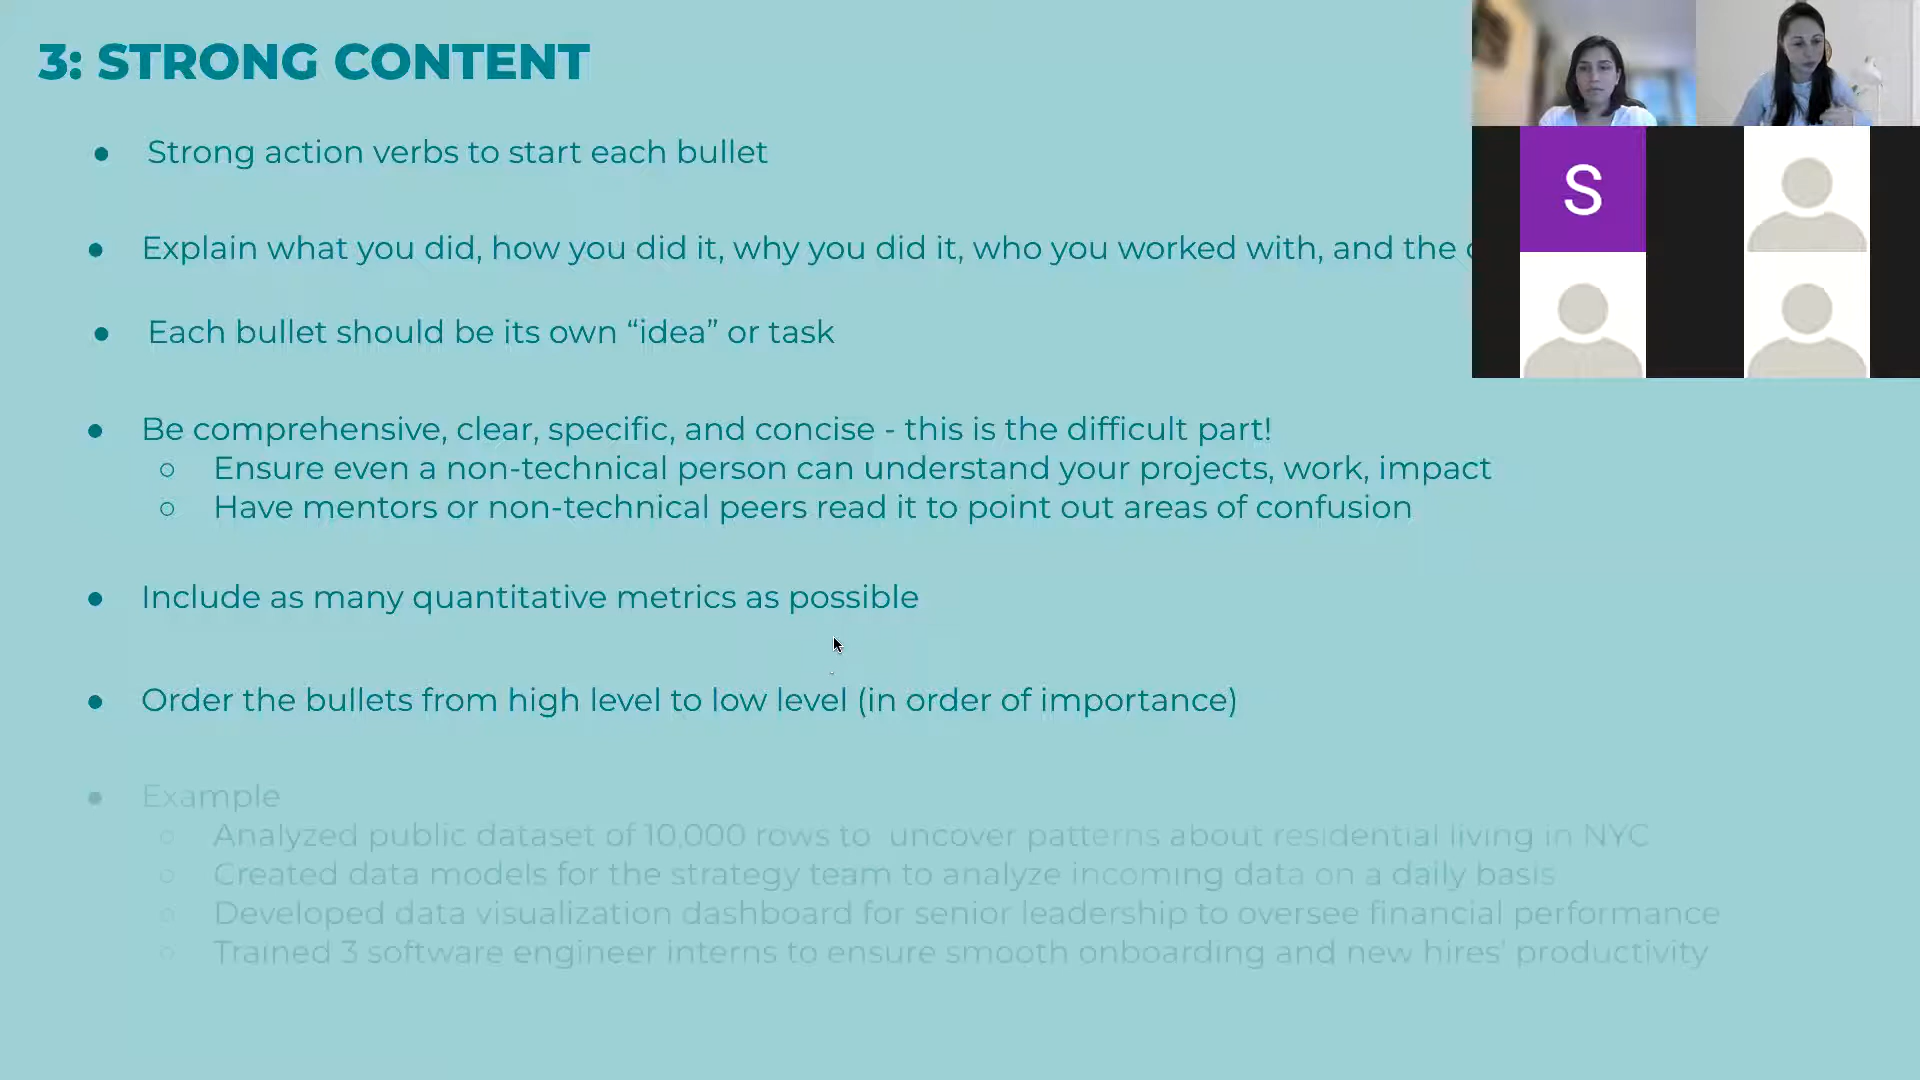 3: STRONG CONTENT
● Strong action verbs to start each bullet
● Explain what you did, how you did it, why you did it, who you worked with, and the
● Each bullet should be its own “idea” or task
● Be comprehensive, clear, specific, and concise - this is the difficult part!
○ Ensure even a non-technical person can understand your projects, work, impact
○ Have mentors or non-technical peers read it to point out areas of confusion
● Include as many quantitative metrics as possible
● Order the bullets from high level to low level (in order of importance)
● Example
○ Analyzed public dataset of 10,000 rows to  uncover patterns about residential living in NYC
○ Created data models for the strategy team to analyze incoming data on a daily basis
○ Developed data visualization dashboard for senior leadership to oversee financial performance
○ Trained 3 software engineer interns to ensure smooth onboarding and new hires' productivity
S